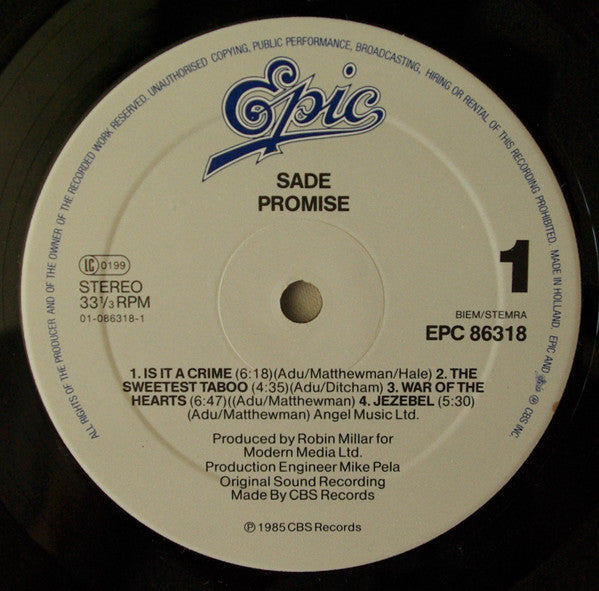 ALL RIGHTS OF THE PRODUCER AND OF THE OWNER OF THE RECORDED WORK RESERVED. UNAUTHORISED COPYING, PUBLIC PERFORMANCE, BROADCASTING, HIRING OR RENTAL OF THIS RECORDING PROHIBITED. MADE IN HOLLAND. EPIC AND Epic ® CBS INC.
Epic
SADE
PROMISE
LC 0199
STEREO
33⅓ RPM
01-086318-1
1
BIEM/STEMRA
EPC 86318
1. IS IT A CRIME (6:18)(Adu/Matthewman/Hale) 2. THE
SWEETEST TABOO (4:35)(Adu/Ditcham) 3. WAR OF THE
HEARTS (6:47)((Adu/Matthewman) 4. JEZEBEL (5:30)
(Adu/Matthewman) Angel Music Ltd.
Produced by Robin Millar for
Modern Media Ltd.
Production Engineer Mike Pela
Original Sound Recording
Made By CBS Records
℗ 1985 CBS Records